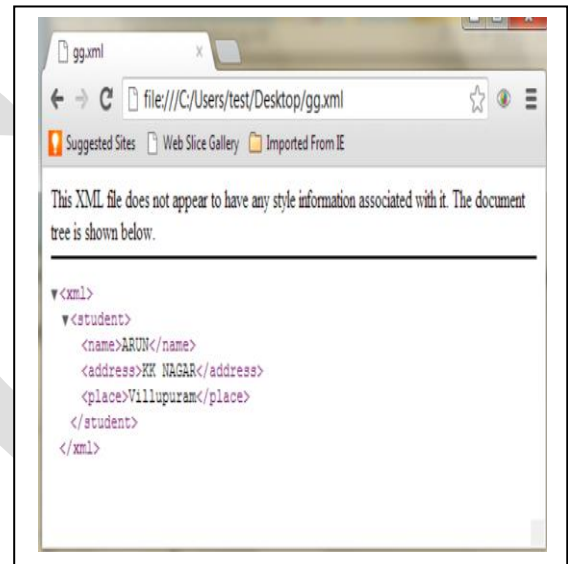 gg.xml
file:///C:/Users/test/Desktop/gg.xml
Suggested Sites Web Slice Gallery Imported From IE
This XML file does not appear to have any style information associated with it. The document
tree is shown below.
▼<xml>
▼<student>
<name>ARUN</name>
<address>KK NAGAR</address>
<place>Villupuram</place>
</student>
</xml>